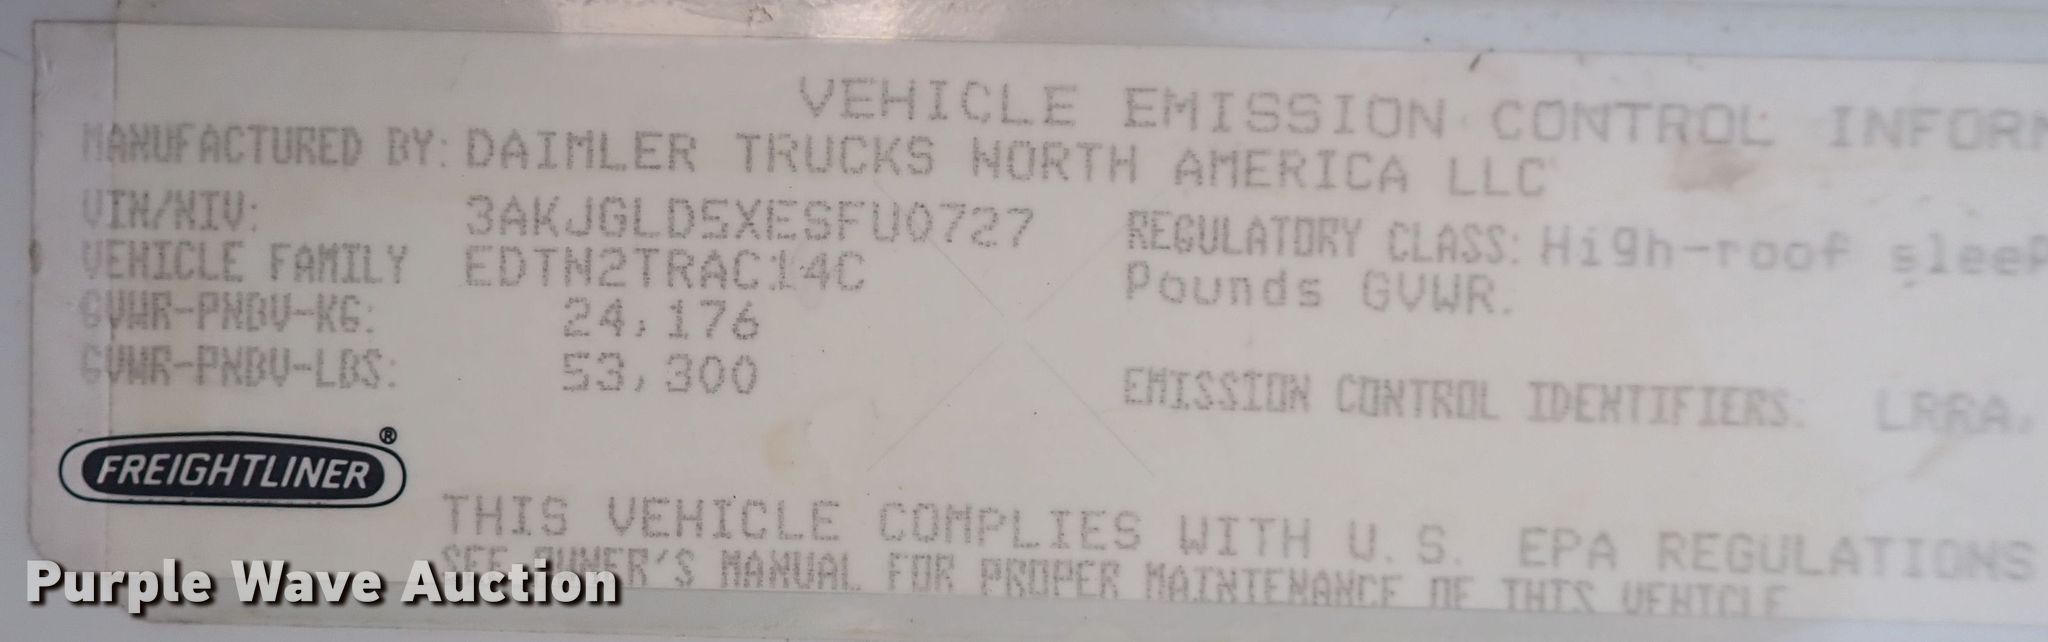 VEHICLE EMISSION CONTROL INFORM
MANUFACTURED BY: DAIMLER TRUCKS NORTH AMERICA LLC
VIN/NIV: 3AKJGLD5XESFU0727
VEHICLE FAMILY EDTN2TRAC14C
GVWR-PNBV-KG: 24,176
GVWR-PNBV-LBS: 53,300
REGULATORY CLASS: High-roof sleep
Pounds GVWR.
EMISSION CONTROL IDENTIFIERS: LRRA.
FREIGHTLINER®
THIS VEHICLE COMPLIES WITH U.S. EPA REGULATIONS
SEE OWNER'S MANUAL FOR PROPER MAINTENANCE OF THIS VEHICLE
Purple Wave Auction